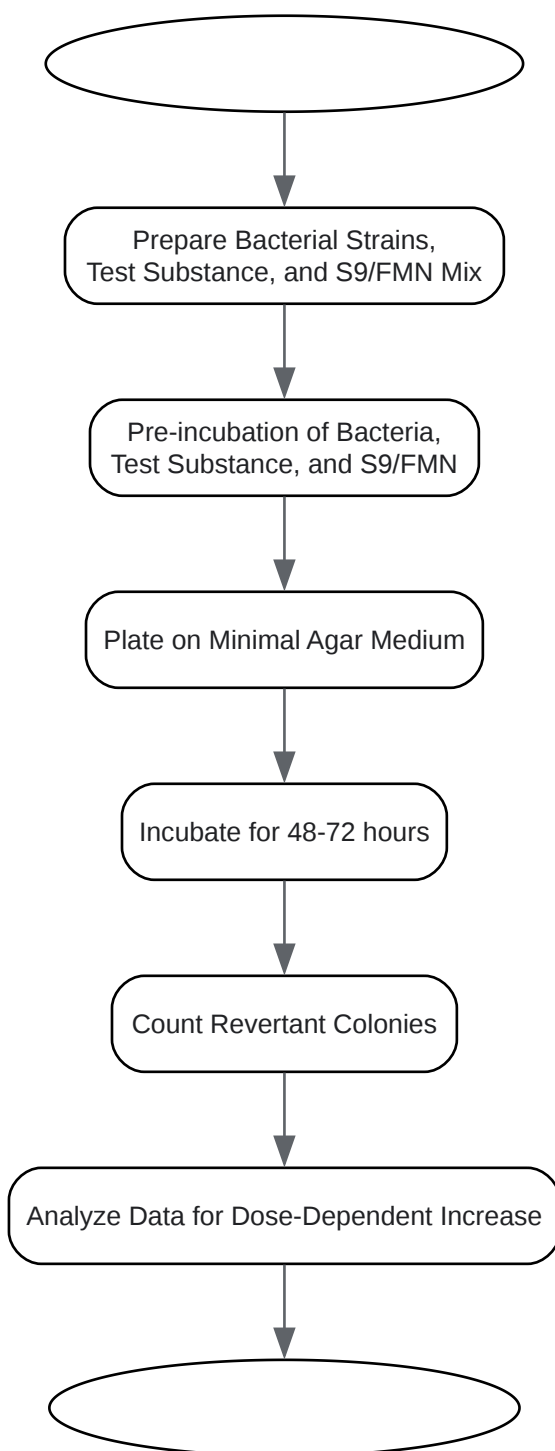 Prepare Bacterial Strains,
Test Substance, and S9/FMN Mix
Pre-incubation of Bacteria,
Test Substance, and S9/FMN
Plate on Minimal Agar Medium
Incubate for 48-72 hours
Count Revertant Colonies
Analyze Data for Dose-Dependent Increase